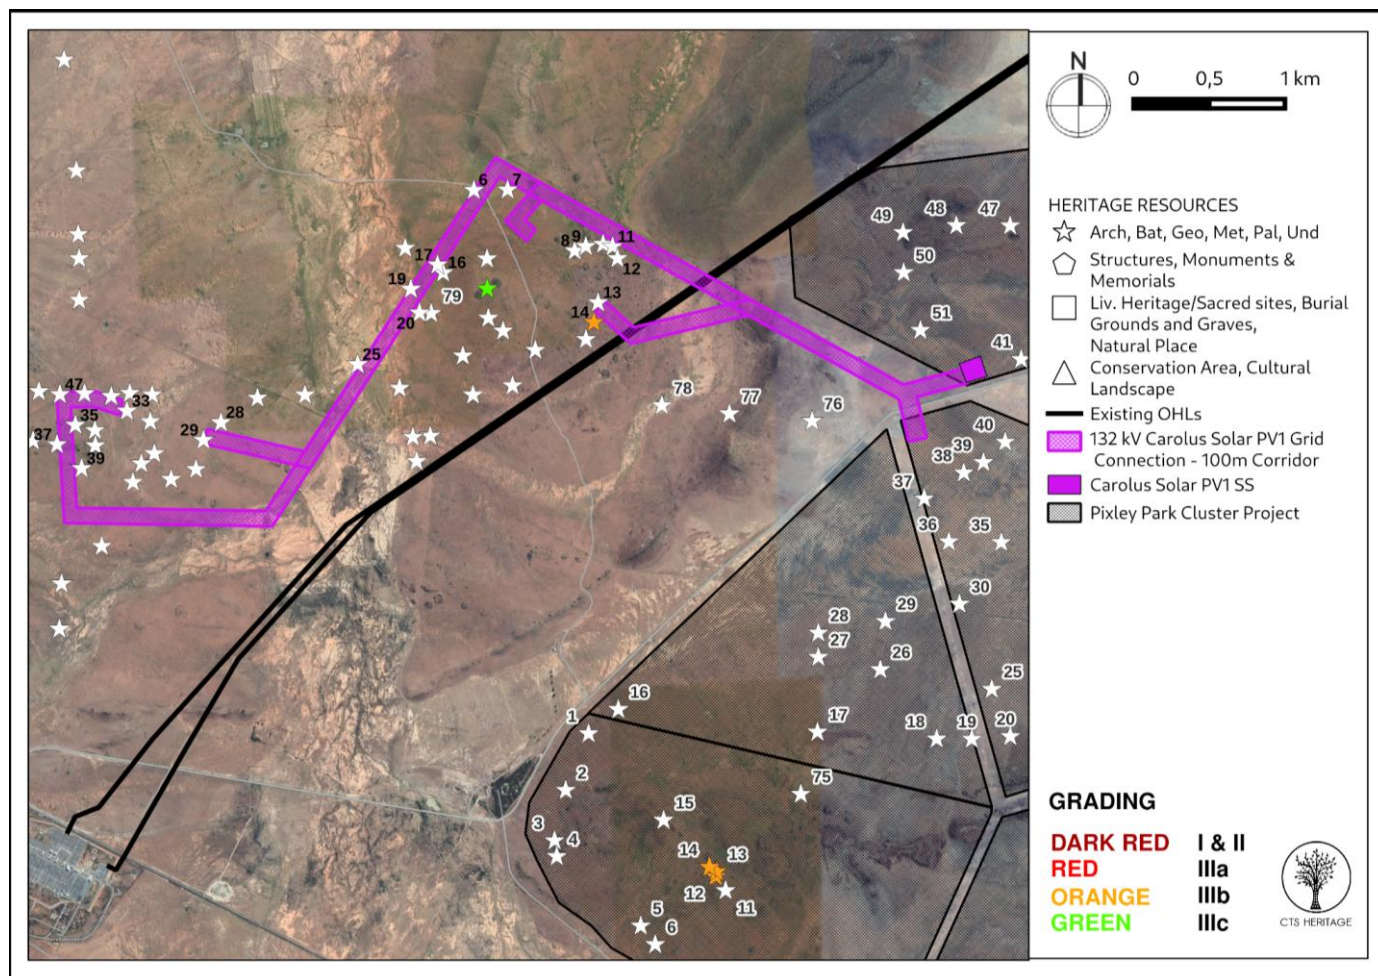 6
7
8
9
11
12
17
16
19
79
20
13
14
25
47
33
35
28
37
29
39
78
77
76
49
48
47
50
51
41
40
39
38
37
36
35
30
28
29
27
26
25
16
1
17
18
19
20
2
75
15
3
4
14
13
12
11
5
6
N
0 0,5 1 km
HERITAGE RESOURCES
Arch, Bat, Geo, Met, Pal, Und
Structures, Monuments &
Memorials
Liv. Heritage/Sacred sites, Burial
Grounds and Graves,
Natural Place
Conservation Area, Cultural
Landscape
Existing OHLs
132 kV Carolus Solar PV1 Grid
Connection - 100m Corridor
Carolus Solar PV1 SS
Pixley Park Cluster Project
GRADING
DARK RED I & II
RED IIIa
ORANGE IIIb
GREEN IIIc
CTS HERITAGE